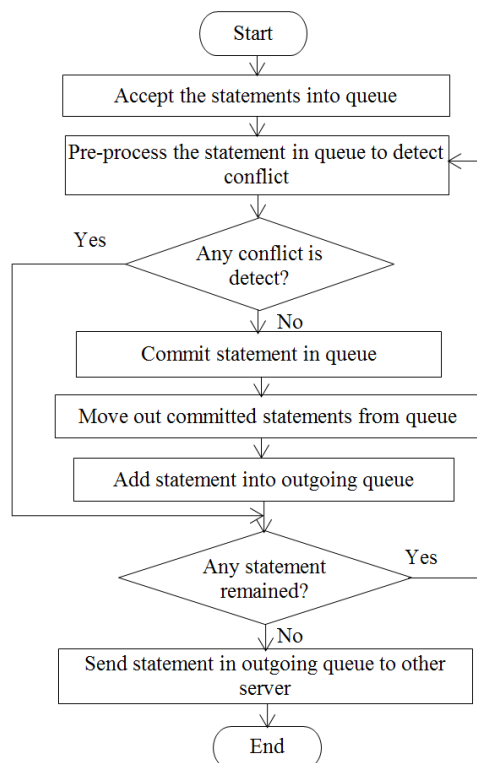 Start
Accept the statements into queue
Pre-process the statement in queue to detect
conflict
Yes
Any conflict is
detect?
No
Commit statement in queue
Move out committed statements from queue
Add statement into outgoing queue
Any statement
remained?
Yes
No
Send statement in outgoing queue to other
server
End